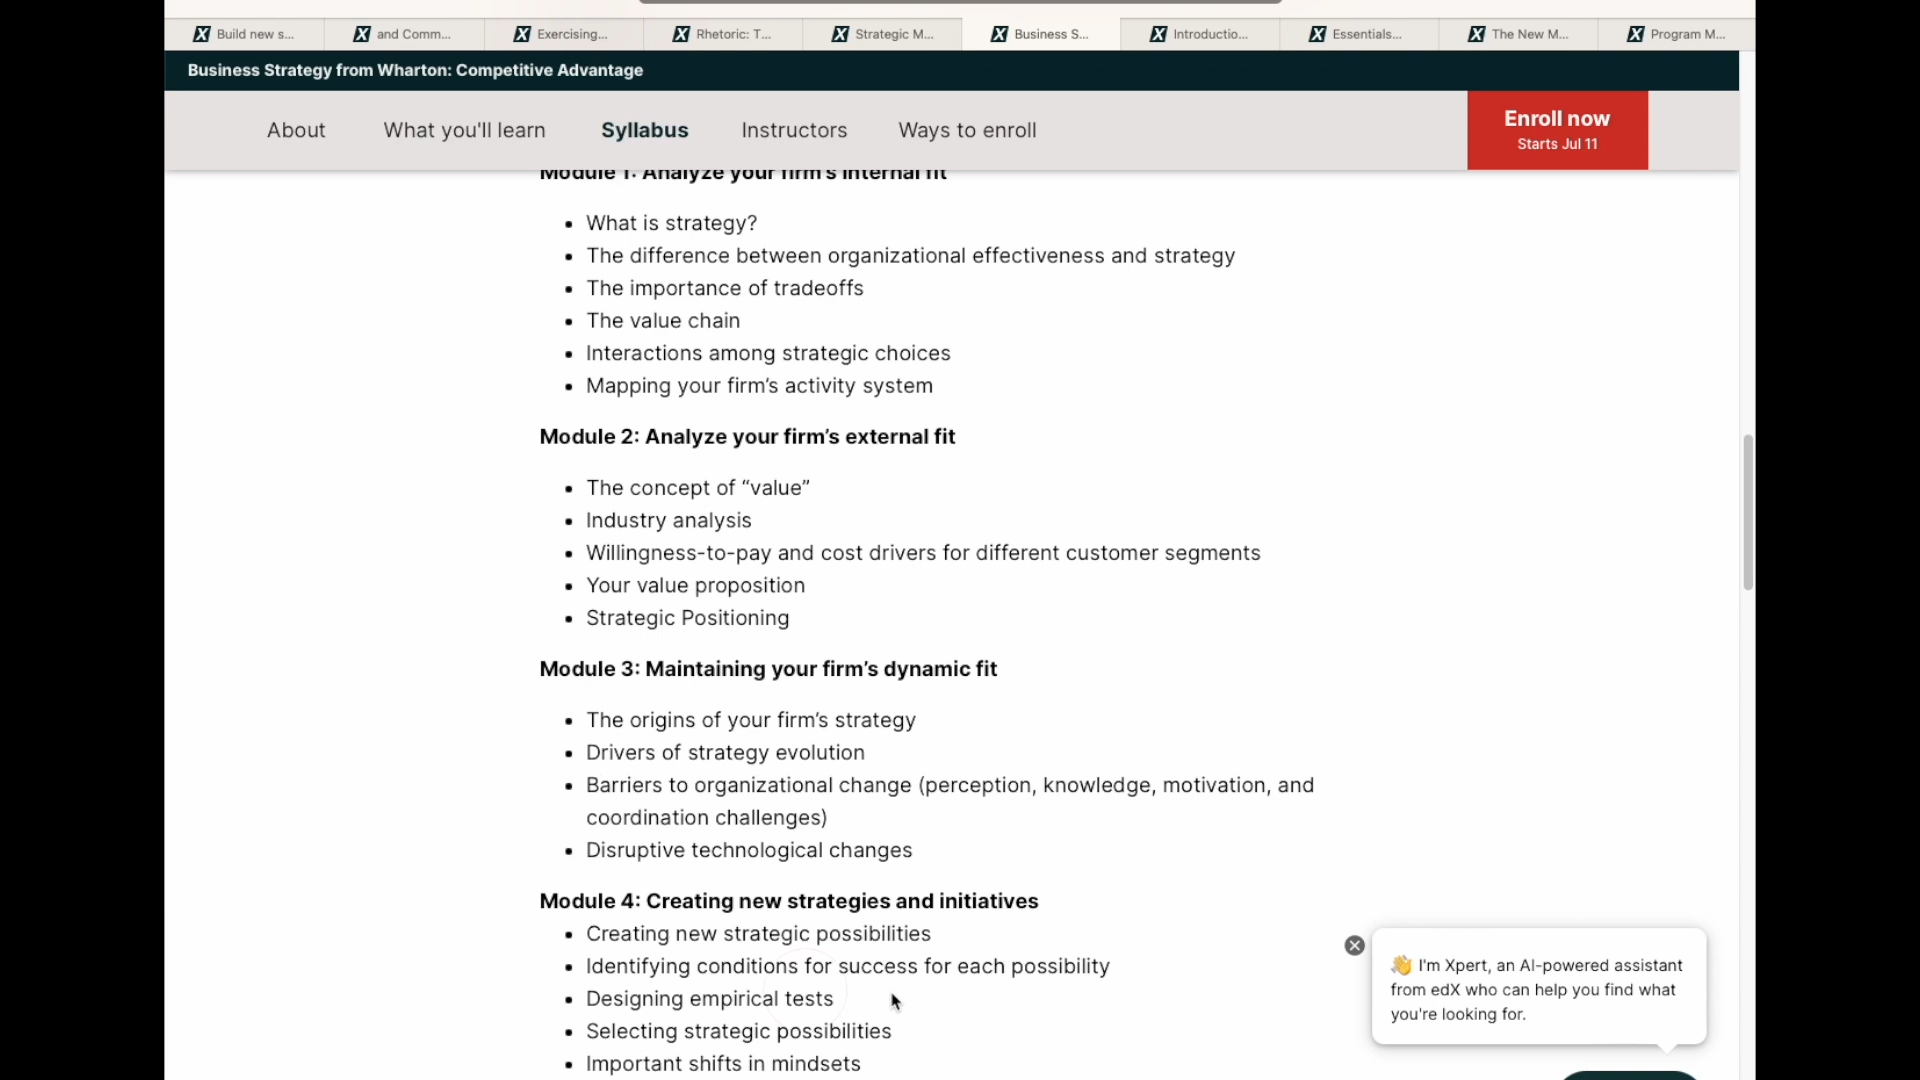 Build new s...
and Comm...
Exercising...
Rhetoric: T...
Strategic M...
Business S...
Introductio...
Essentials...
The New M...
Program M...
Business Strategy from Wharton: Competitive Advantage
About
What you'll learn
Syllabus
Instructors
Ways to enroll
Enroll now
Starts Jul 11
Module 1: Analyze your firm's internal fit
• What is strategy?
• The difference between organizational effectiveness and strategy
• The importance of tradeoffs
• The value chain
• Interactions among strategic choices
• Mapping your firm’s activity system
Module 2: Analyze your firm’s external fit
• The concept of “value”
• Industry analysis
• Willingness-to-pay and cost drivers for different customer segments
• Your value proposition
• Strategic Positioning
Module 3: Maintaining your firm’s dynamic fit
• The origins of your firm’s strategy
• Drivers of strategy evolution
• Barriers to organizational change (perception, knowledge, motivation, and
coordination challenges)
• Disruptive technological changes
Module 4: Creating new strategies and initiatives
• Creating new strategic possibilities
• Identifying conditions for success for each possibility
• Designing empirical tests
• Selecting strategic possibilities
• Important shifts in mindsets
👋 I'm Xpert, an AI-powered assistant
from edX who can help you find what
you're looking for.